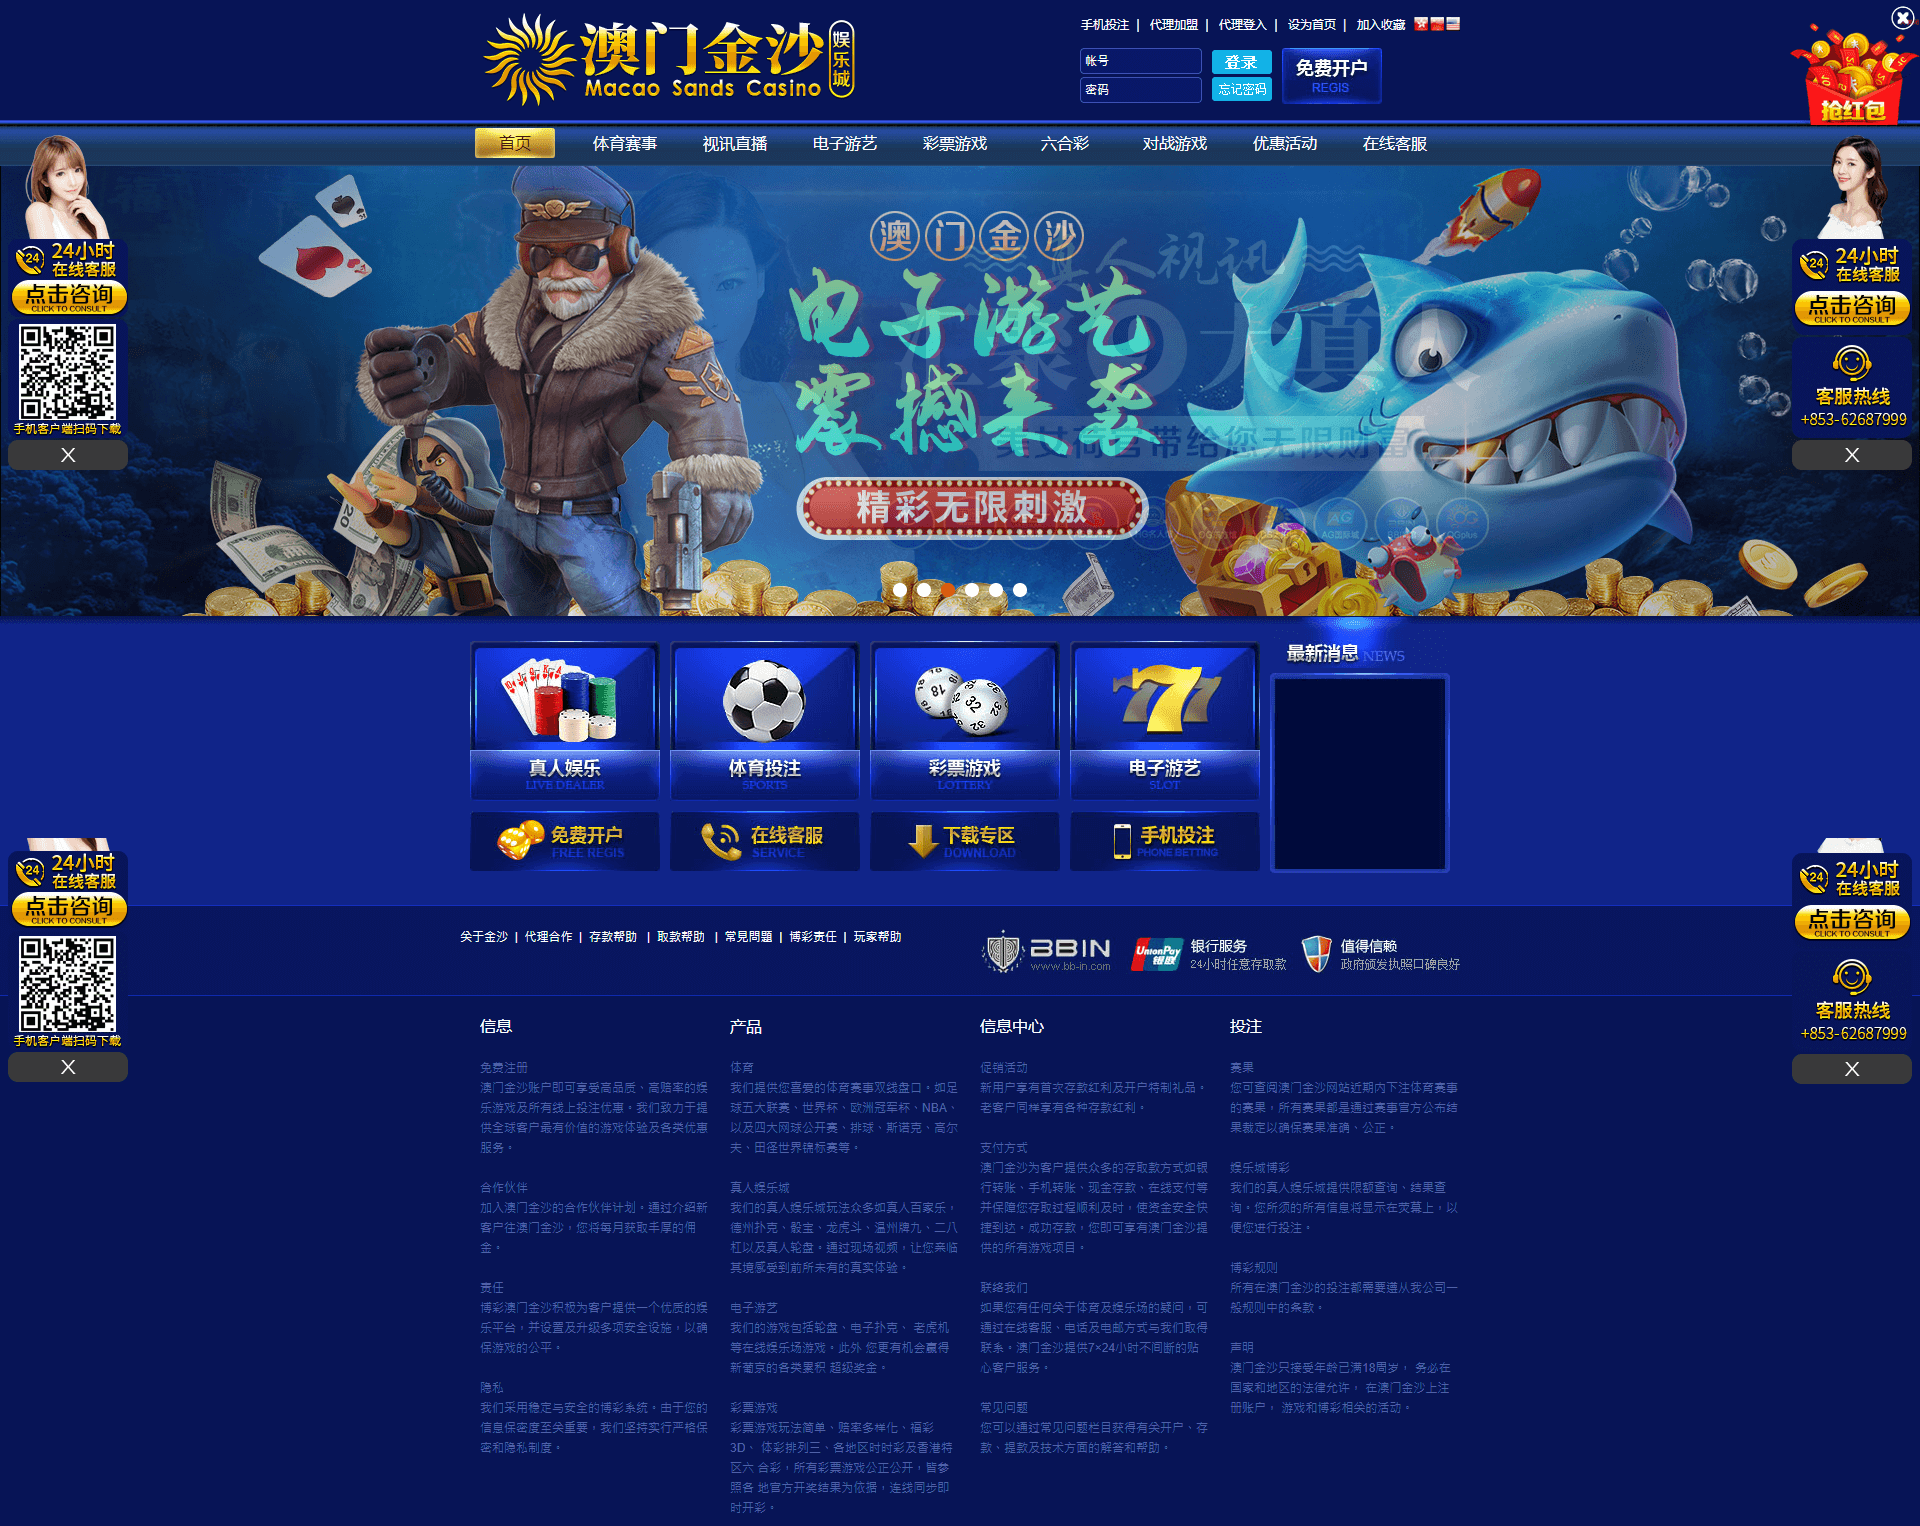 澳门金沙 娱乐城
Macao Sands Casino
手机投注 | 代理加盟 | 代理登入 | 设为首页 | 加入收藏
帐号
登录
免费开户
REGIS
密码
忘记密码
抢红包
首页 体育赛事 视讯直播 电子游艺 彩票游戏 六合彩 对战游戏 优惠活动 在线客服
24小时
在线客服
点击咨询
CLICK TO CONSULT
手机客户端扫码下载
X
24小时
在线客服
点击咨询
CLICK TO CONSULT
客服热线
+853-62687999
X
澳门金沙
真人视讯
电子游艺
震撼来袭
带给您无限财富
精彩无限刺激
真人娱乐
LIVE DEALER
体育投注
SPORTS
彩票游戏
LOTTERY
电子游艺
SLOT
最新消息 NEWS
免费开户
FREE REGIS
在线客服
SERVICE
下载专区
DOWNLOAD
手机投注
PHONE BETTING
24小时
在线客服
点击咨询
CLICK TO CONSULT
手机客户端扫码下载
X
24小时
在线客服
点击咨询
CLICK TO CONSULT
客服热线
+853-62687999
X
关于金沙 | 代理合作 | 存款帮助 | 取款帮助 | 常見問題 | 博彩责任 | 玩家帮助
BBIN
www.bb-in.com
UnionPay
银联
银行服务
24小时任意存取款
值得信赖
政府颁发执照口碑良好
信息
免费注册
澳门金沙账户即可享受高品质、高赔率的娱
乐游戏及所有线上投注优惠。我们致力于提
供全球客户最有价值的游戏体验及各类优惠
服务。
合作伙伴
加入澳门金沙的合作伙伴计划。通过介绍新
客户往澳门金沙，您将每月获取丰厚的佣
金。
责任
博彩澳门金沙积极为客户提供一个优质的娱
乐平台，并设置及升级多项安全设施，以确
保游戏的公平。
隐私
我们采用稳定与安全的博彩系统。由于您的
信息保密度至关重要，我们坚持实行严格保
密和隐私制度。
产品
体育
我们提供您喜爱的体育赛事双线盘口。如足
球五大联赛、世界杯、欧洲冠军杯、NBA、
以及四大网球公开赛、排球、斯诺克、高尔
夫、田径世界锦标赛等。
真人娱乐城
我们的真人娱乐城玩法众多如真人百家乐，
德州扑克、骰宝、龙虎斗、温州牌九、二八
杠以及真人轮盘。通过现场视频，让您亲临
其境感受到前所未有的真实体验。
电子游艺
我们的游戏包括轮盘、电子扑克、 老虎机
等在线娱乐场游戏。此外 您更有机会赢得
新葡京的各类累积 超级奖金。
彩票游戏
彩票游戏玩法简单、赔率多样化、福彩
3D、 体彩排列三、各地区时时彩及香港特
区六 合彩，所有彩票游戏公正公开，皆参
照各 地官方开奖结果为依据，连线同步即
时开彩。
信息中心
促销活动
新用户享有首次存款红利及开户特制礼品。
老客户同样享有各种存款红利。
支付方式
澳门金沙为客户提供众多的存取款方式如银
行转账、手机转账、现金存款、在线支付等
并保障您存取过程顺利及时，使资金安全快
捷到达。成功存款，您即可享有澳门金沙提
供的所有游戏项目。
联络我们
如果您有任何关于体育及娱乐场的疑问，可
通过在线客服、电话及电邮方式与我们取得
联系。澳门金沙提供7×24小时不间断的贴
心客户服务。
常见问题
您可以通过常见问题栏目获得有关开户、存
款、提款及技术方面的解答和帮助。
投注
赛果
您可查阅澳门金沙网站近期内下注体育赛事
的赛果，所有赛果都是通过赛事官方公布结
果裁定以确保赛果准确、公正。
娱乐城博彩
我们的真人娱乐城提供限额查询、结果查
询。您所须的所有信息将显示在荧幕上，以
便您进行投注。
博彩规则
所有在澳门金沙的投注都需要遵从我公司一
般规则中的条款。
声明
澳门金沙只接受年龄已满18周岁， 务必在
国家和地区的法律允许， 在澳门金沙上注
册账户， 游戏和博彩相关的活动。